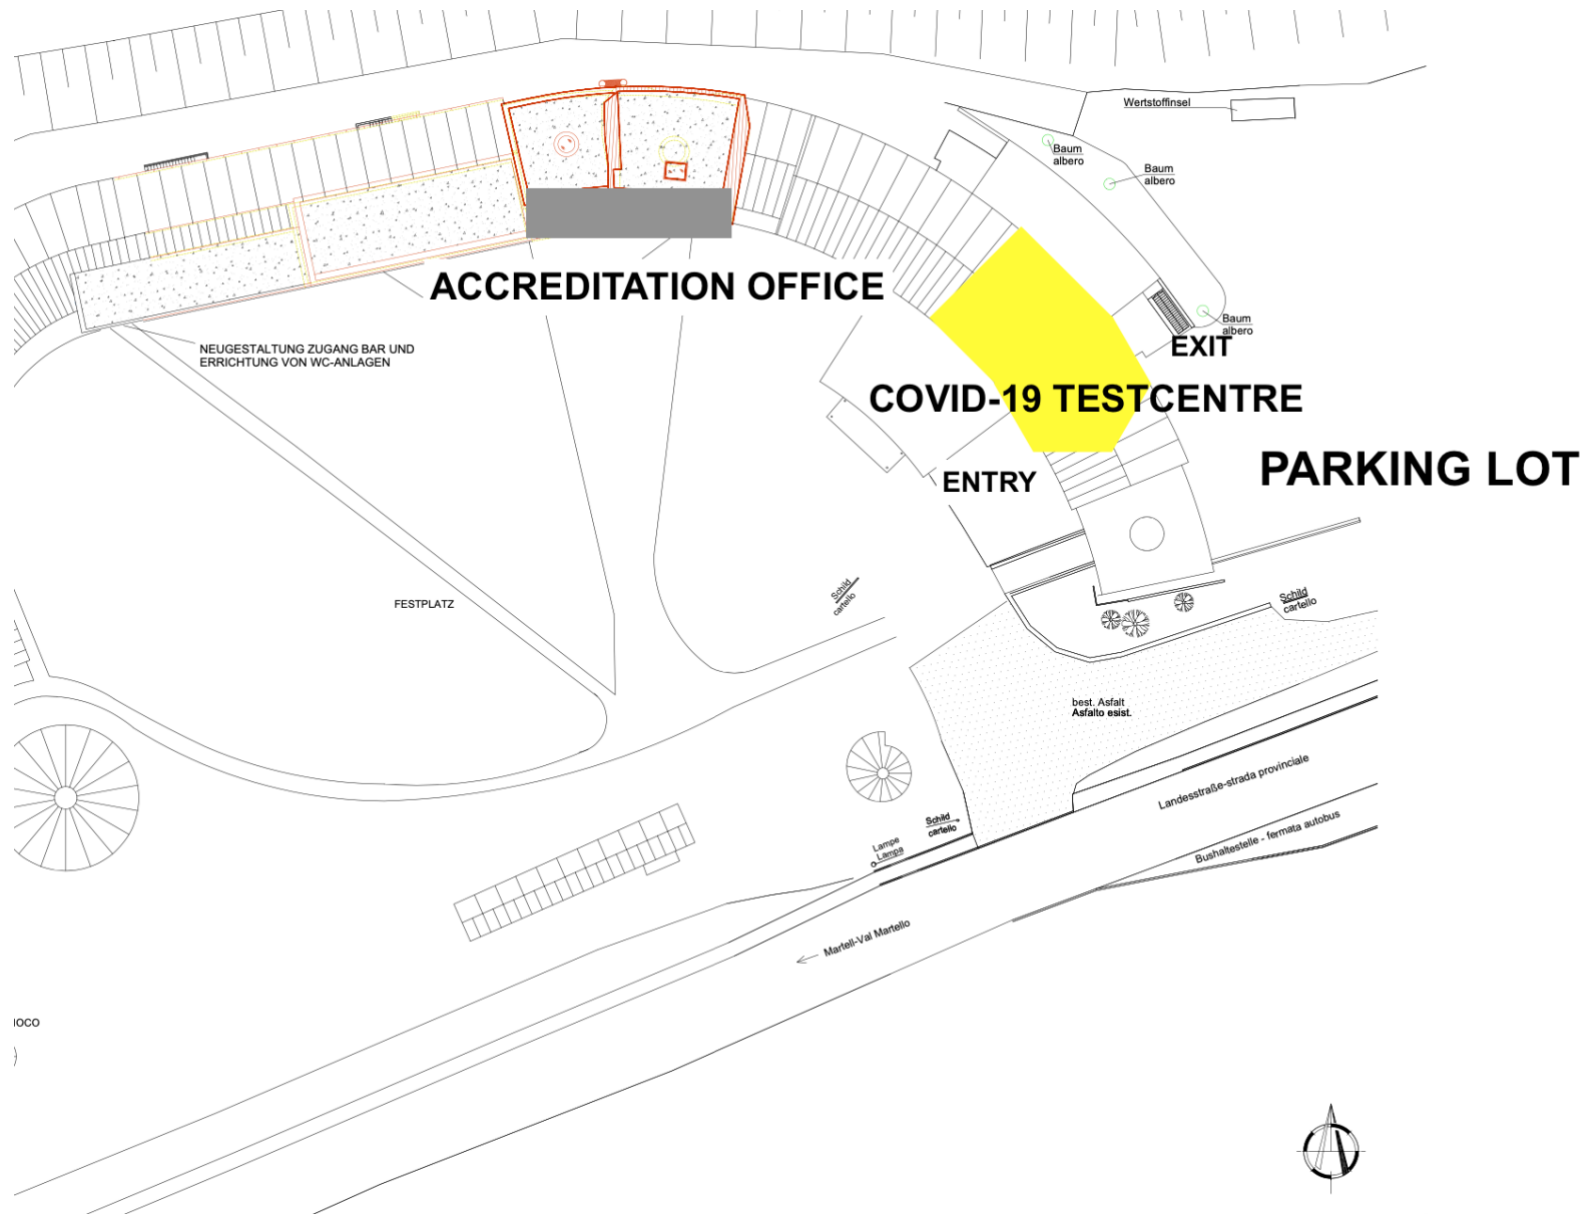 Wertstoffinsel
Baum
albero
Baum
albero
ACCREDITATION OFFICE
Baum
albero
NEUGESTALTUNG ZUGANG BAR UND
ERRICHTUNG VON WC-ANLAGEN
EXIT
COVID-19 TESTCENTRE
PARKING LOT
ENTRY
Schild
cartello
FESTPLATZ
Schild
cartello
best. Asfalt
Asfalto esist.
Landesstraße-strada provinciale
Schild
cartello
Lampe
Lampa
Bushaltestelle - fermata autobus
Martell-Val Martello
IOCO